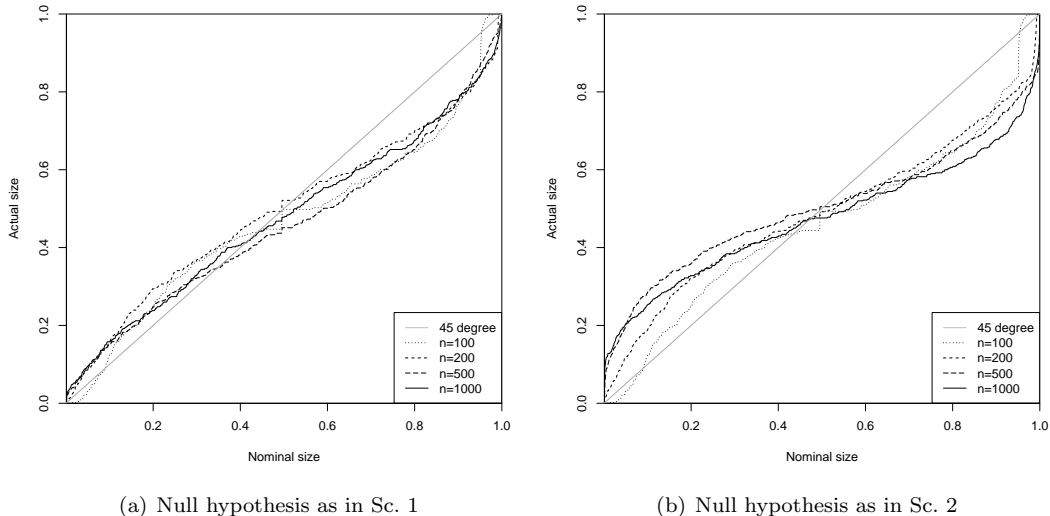 1.0
0.8
0.6
0.4
0.2
0.0
Actual size
0.2 0.4 0.6 0.8 1.0
Nominal size
45 degree
n=100
n=200
n=500
n=1000
(a) Null hypothesis as in Sc. 1
1.0
0.8
0.6
0.4
0.2
0.0
Actual size
0.2 0.4 0.6 0.8 1.0
Nominal size
45 degree
n=100
n=200
n=500
n=1000
(b) Null hypothesis as in Sc. 2